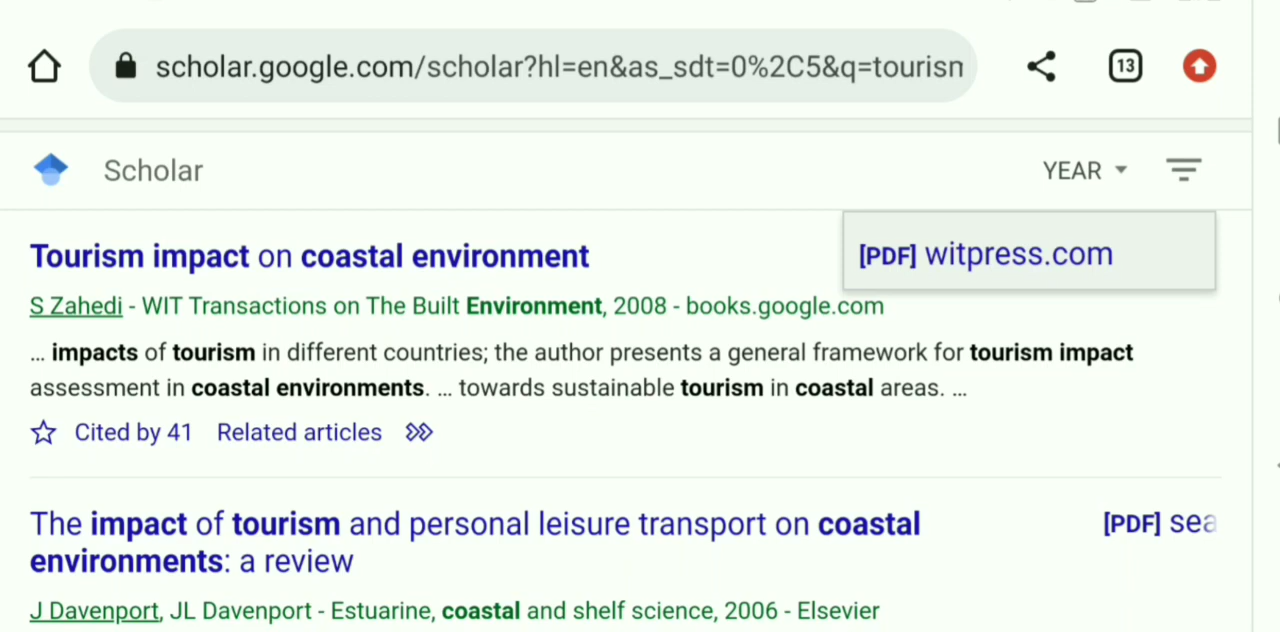 scholar.google.com/scholar?hl=en&as_sdt=0%2C5&q=tourism
13
Scholar
YEAR
Tourism impact on coastal environment
[PDF] witpress.com
S Zahedi - WIT Transactions on The Built Environment, 2008 - books.google.com
... impacts of tourism in different countries; the author presents a general framework for tourism impact
assessment in coastal environments. ... towards sustainable tourism in coastal areas. ...
Cited by 41 Related articles
The impact of tourism and personal leisure transport on coastal
environments: a review
[PDF] sea
J Davenport, JL Davenport - Estuarine, coastal and shelf science, 2006 - Elsevier